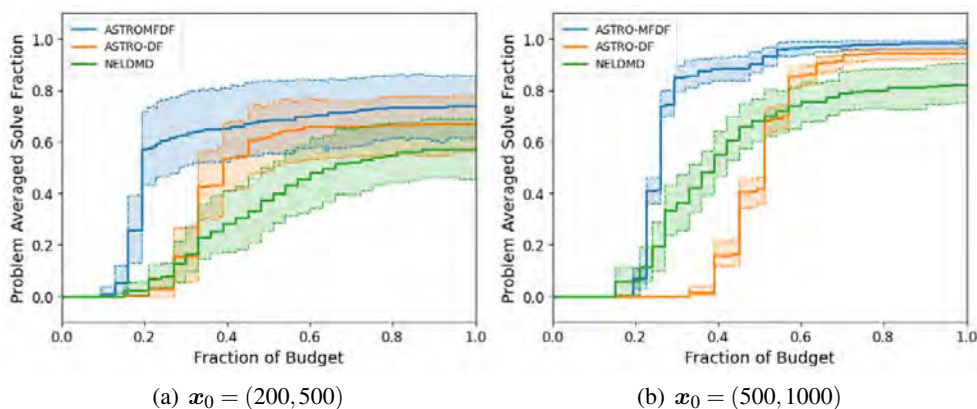 ASTROMFDF
ASTRO-DF
NELDMD
Problem Averaged Solve Fraction
1.0
0.8
0.6
0.4
0.2
0.0
0.0 0.2 0.4 0.6 0.8 1.0
Fraction of Budget
(a) x₀ = (200,500)
ASTRO-MFDF
ASTRO-DF
NELDMD
Problem Averaged Solve Fraction
1.0
0.8
0.6
0.4
0.2
0.0
0.0 0.2 0.4 0.6 0.8 1.0
Fraction of Budget
(b) x₀ = (500,1000)